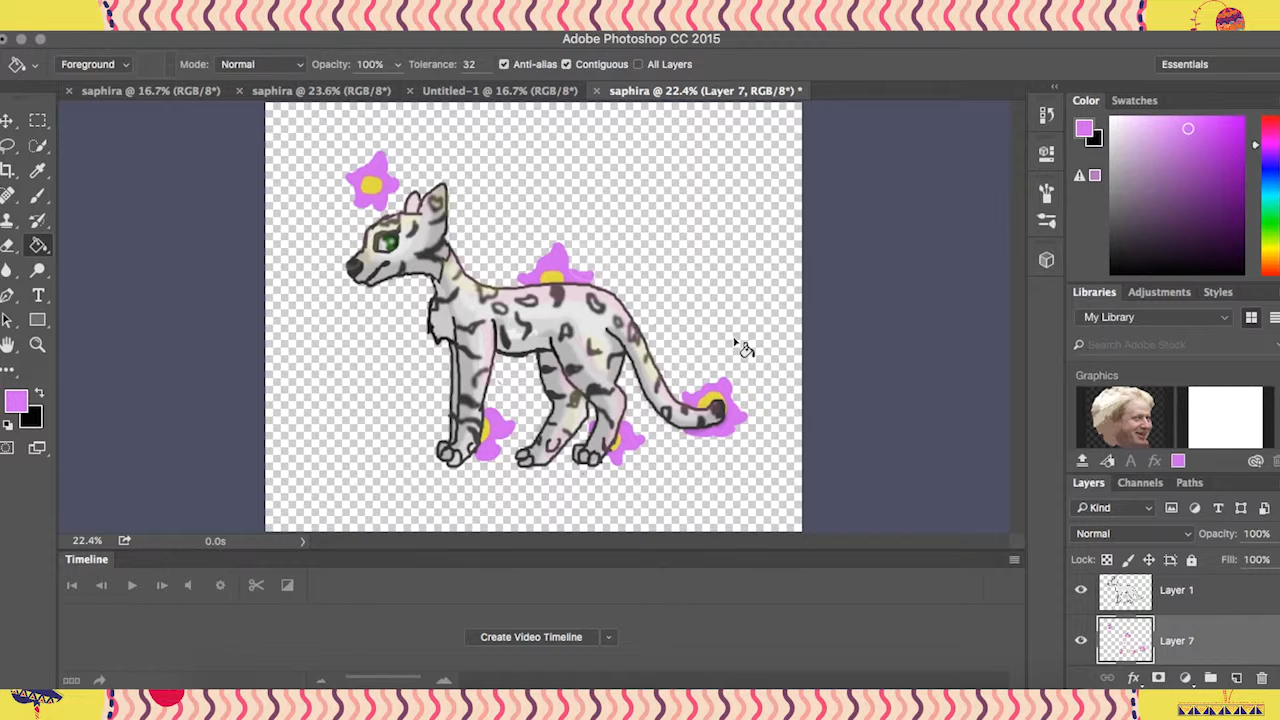 Adobe Photoshop CC 2015
Foreground Mode: Normal Opacity: 100% Tolerance: 32 Anti-alias Contiguous All Layers Essentials
saphira @ 16.7% (RGB/8*) saphira @ 23.6% (RGB/8*) Untitled-1 @ 16.7% (RGB/8*) saphira @ 22.4% (Layer 7, RGB/8*) *
Color Swatches
Libraries Adjustments Styles
My Library
Search Adobe Stock
Graphics
Layers Channels Paths
Kind
Normal Opacity: 100%
Lock: Fill: 100%
Layer 1
Layer 7
22.4% 0.0s
Timeline
Create Video Timeline